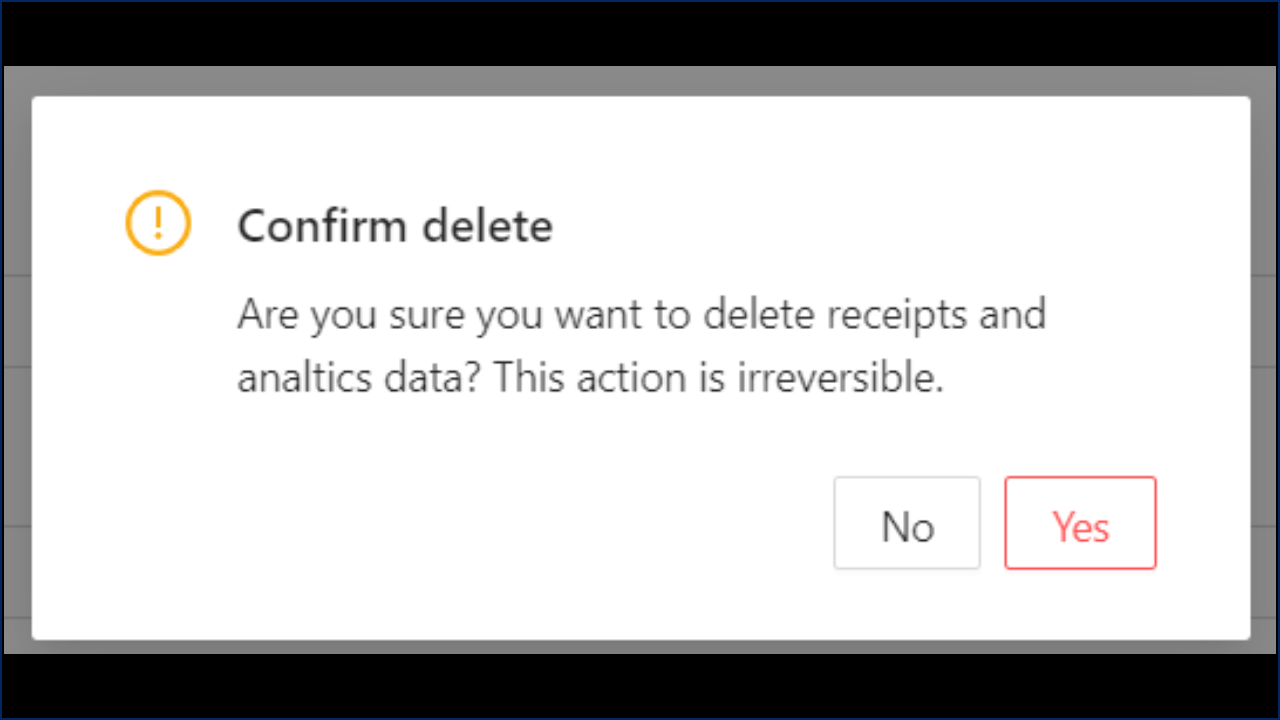 Confirm delete
Are you sure you want to delete receipts and
analtics data? This action is irreversible.
No Yes